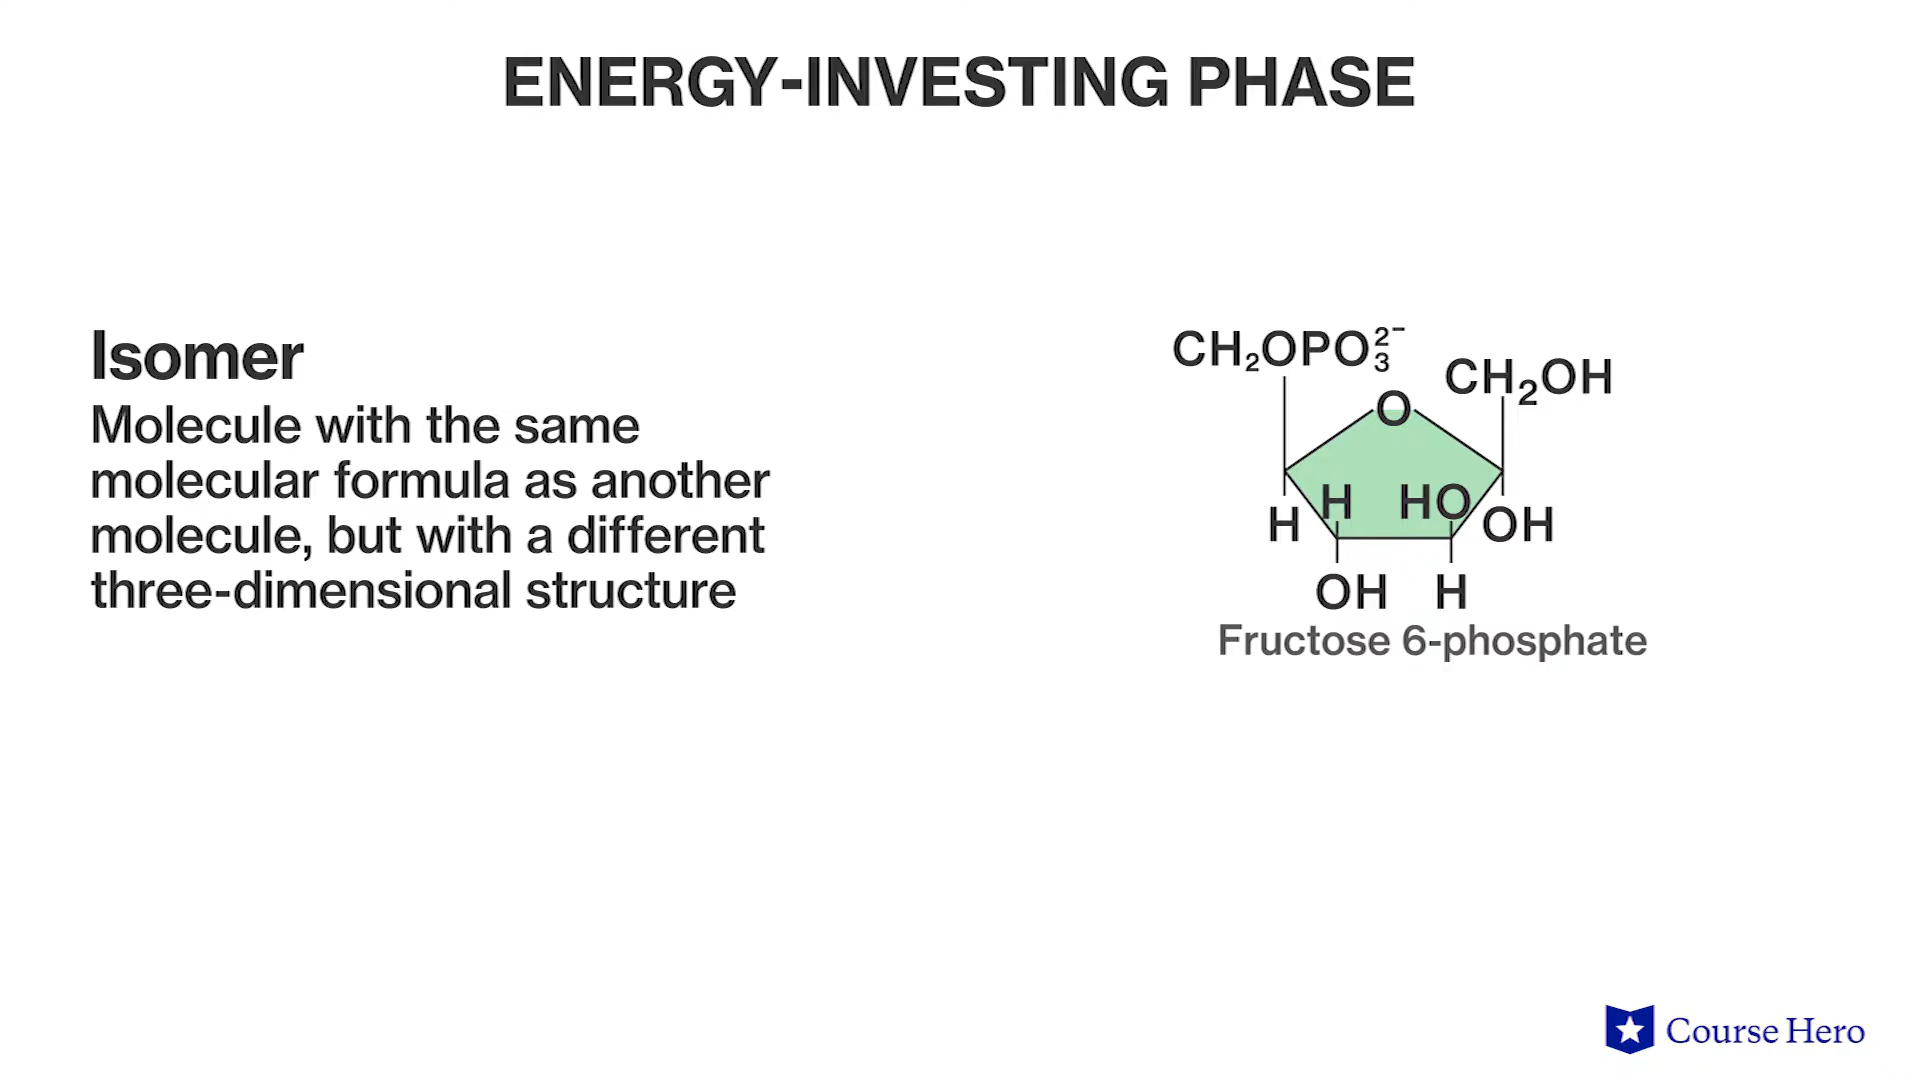 ENERGY-INVESTING PHASE
Isomer
Molecule with the same
molecular formula as another
molecule, but with a different
three-dimensional structure
CH₂OPO₃²⁻
CH₂OH
O
H HO
H OH
OH H
Fructose 6-phosphate
Course Hero